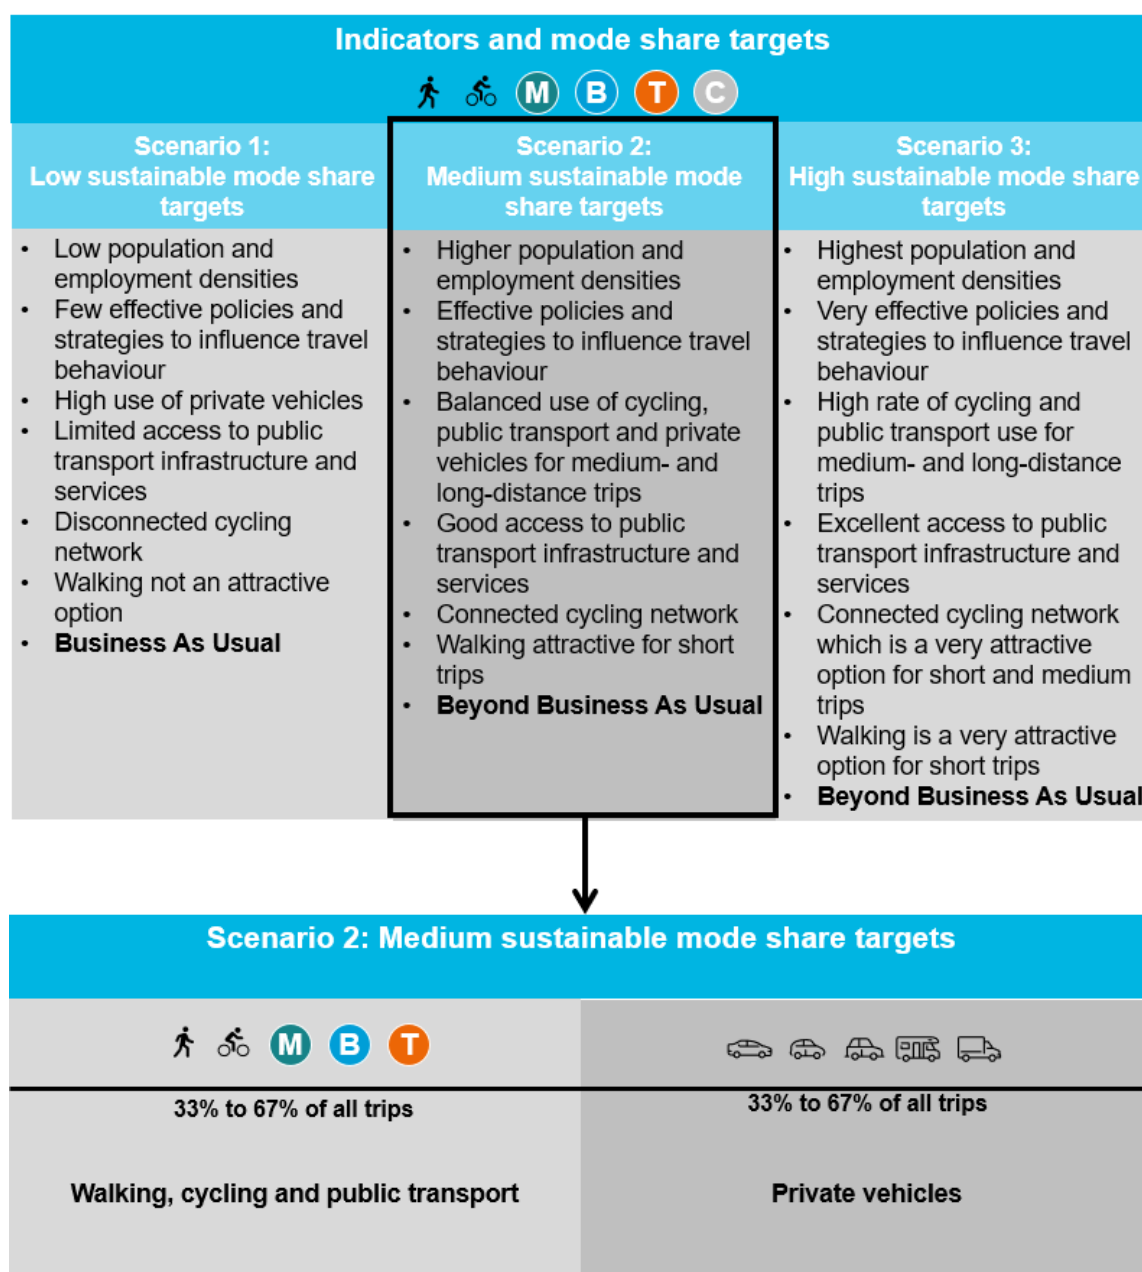 Indicators and mode share targets
M B T C
Scenario 1:
Low sustainable mode share
targets
• Low population and
employment densities
• Few effective policies and
strategies to influence travel
behaviour
• High use of private vehicles
• Limited access to public
transport infrastructure and
services
• Disconnected cycling
network
• Walking not an attractive
option
• Business As Usual
Scenario 2:
Medium sustainable mode
share targets
• Higher population and
employment densities
• Effective policies and
strategies to influence travel
behaviour
• Balanced use of cycling,
public transport and private
vehicles for medium- and
long-distance trips
• Good access to public
transport infrastructure and
services
• Connected cycling network
• Walking attractive for short
trips
• Beyond Business As Usual
Scenario 3:
High sustainable mode share
targets
• Highest population and
employment densities
• Very effective policies and
strategies to influence travel
behaviour
• High rate of cycling and
public transport use for
medium- and long-distance
trips
• Excellent access to public
transport infrastructure and
services
• Connected cycling network
which is a very attractive
option for short and medium
trips
• Walking is a very attractive
option for short trips
• Beyond Business As Usual
Scenario 2: Medium sustainable mode share targets
M B T
33% to 67% of all trips
Walking, cycling and public transport
33% to 67% of all trips
Private vehicles